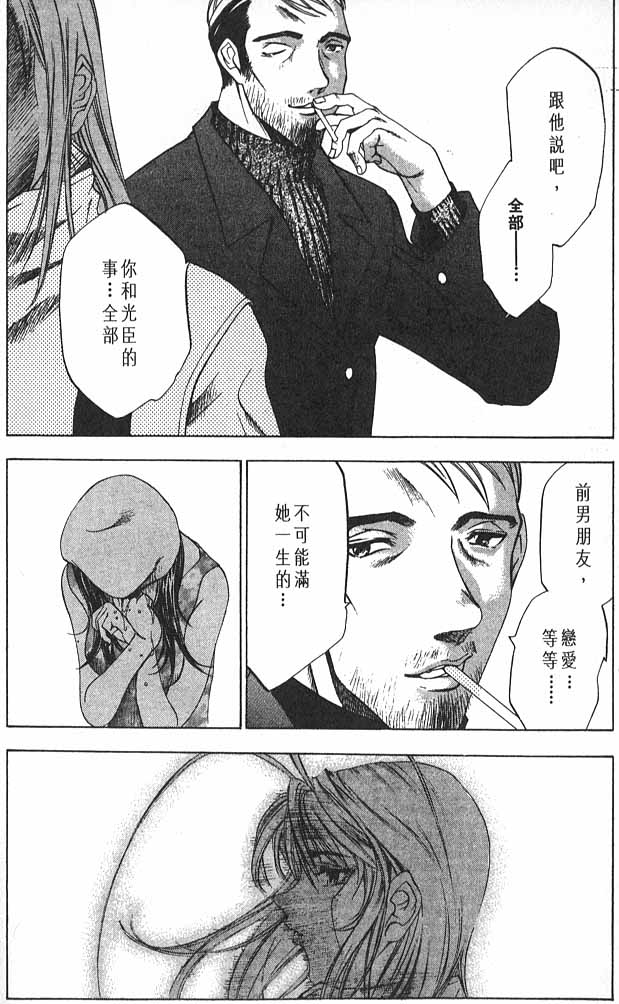 跟他説吧，
全部──…
你和光臣的
事…全部
前男朋友，
戀愛…
等等……
不可能滿
她一生的…